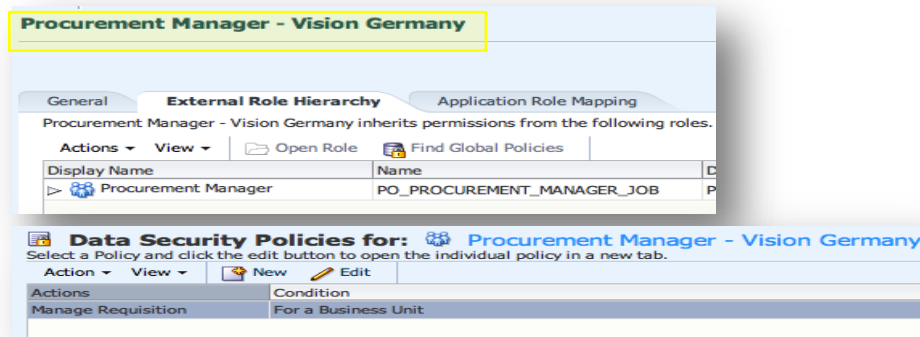 Procurement Manager - Vision Germany
General External Role Hierarchy Application Role Mapping
Procurement Manager - Vision Germany inherits permissions from the following roles.
Actions View Open Role Find Global Policies
Display Name Name D
Procurement Manager PO_PROCUREMENT_MANAGER_JOB P
Data Security Policies for: Procurement Manager - Vision Germany
Select a Policy and click the edit button to open the individual policy in a new tab.
Action View New Edit
Actions Condition
Manage Requisition For a Business Unit